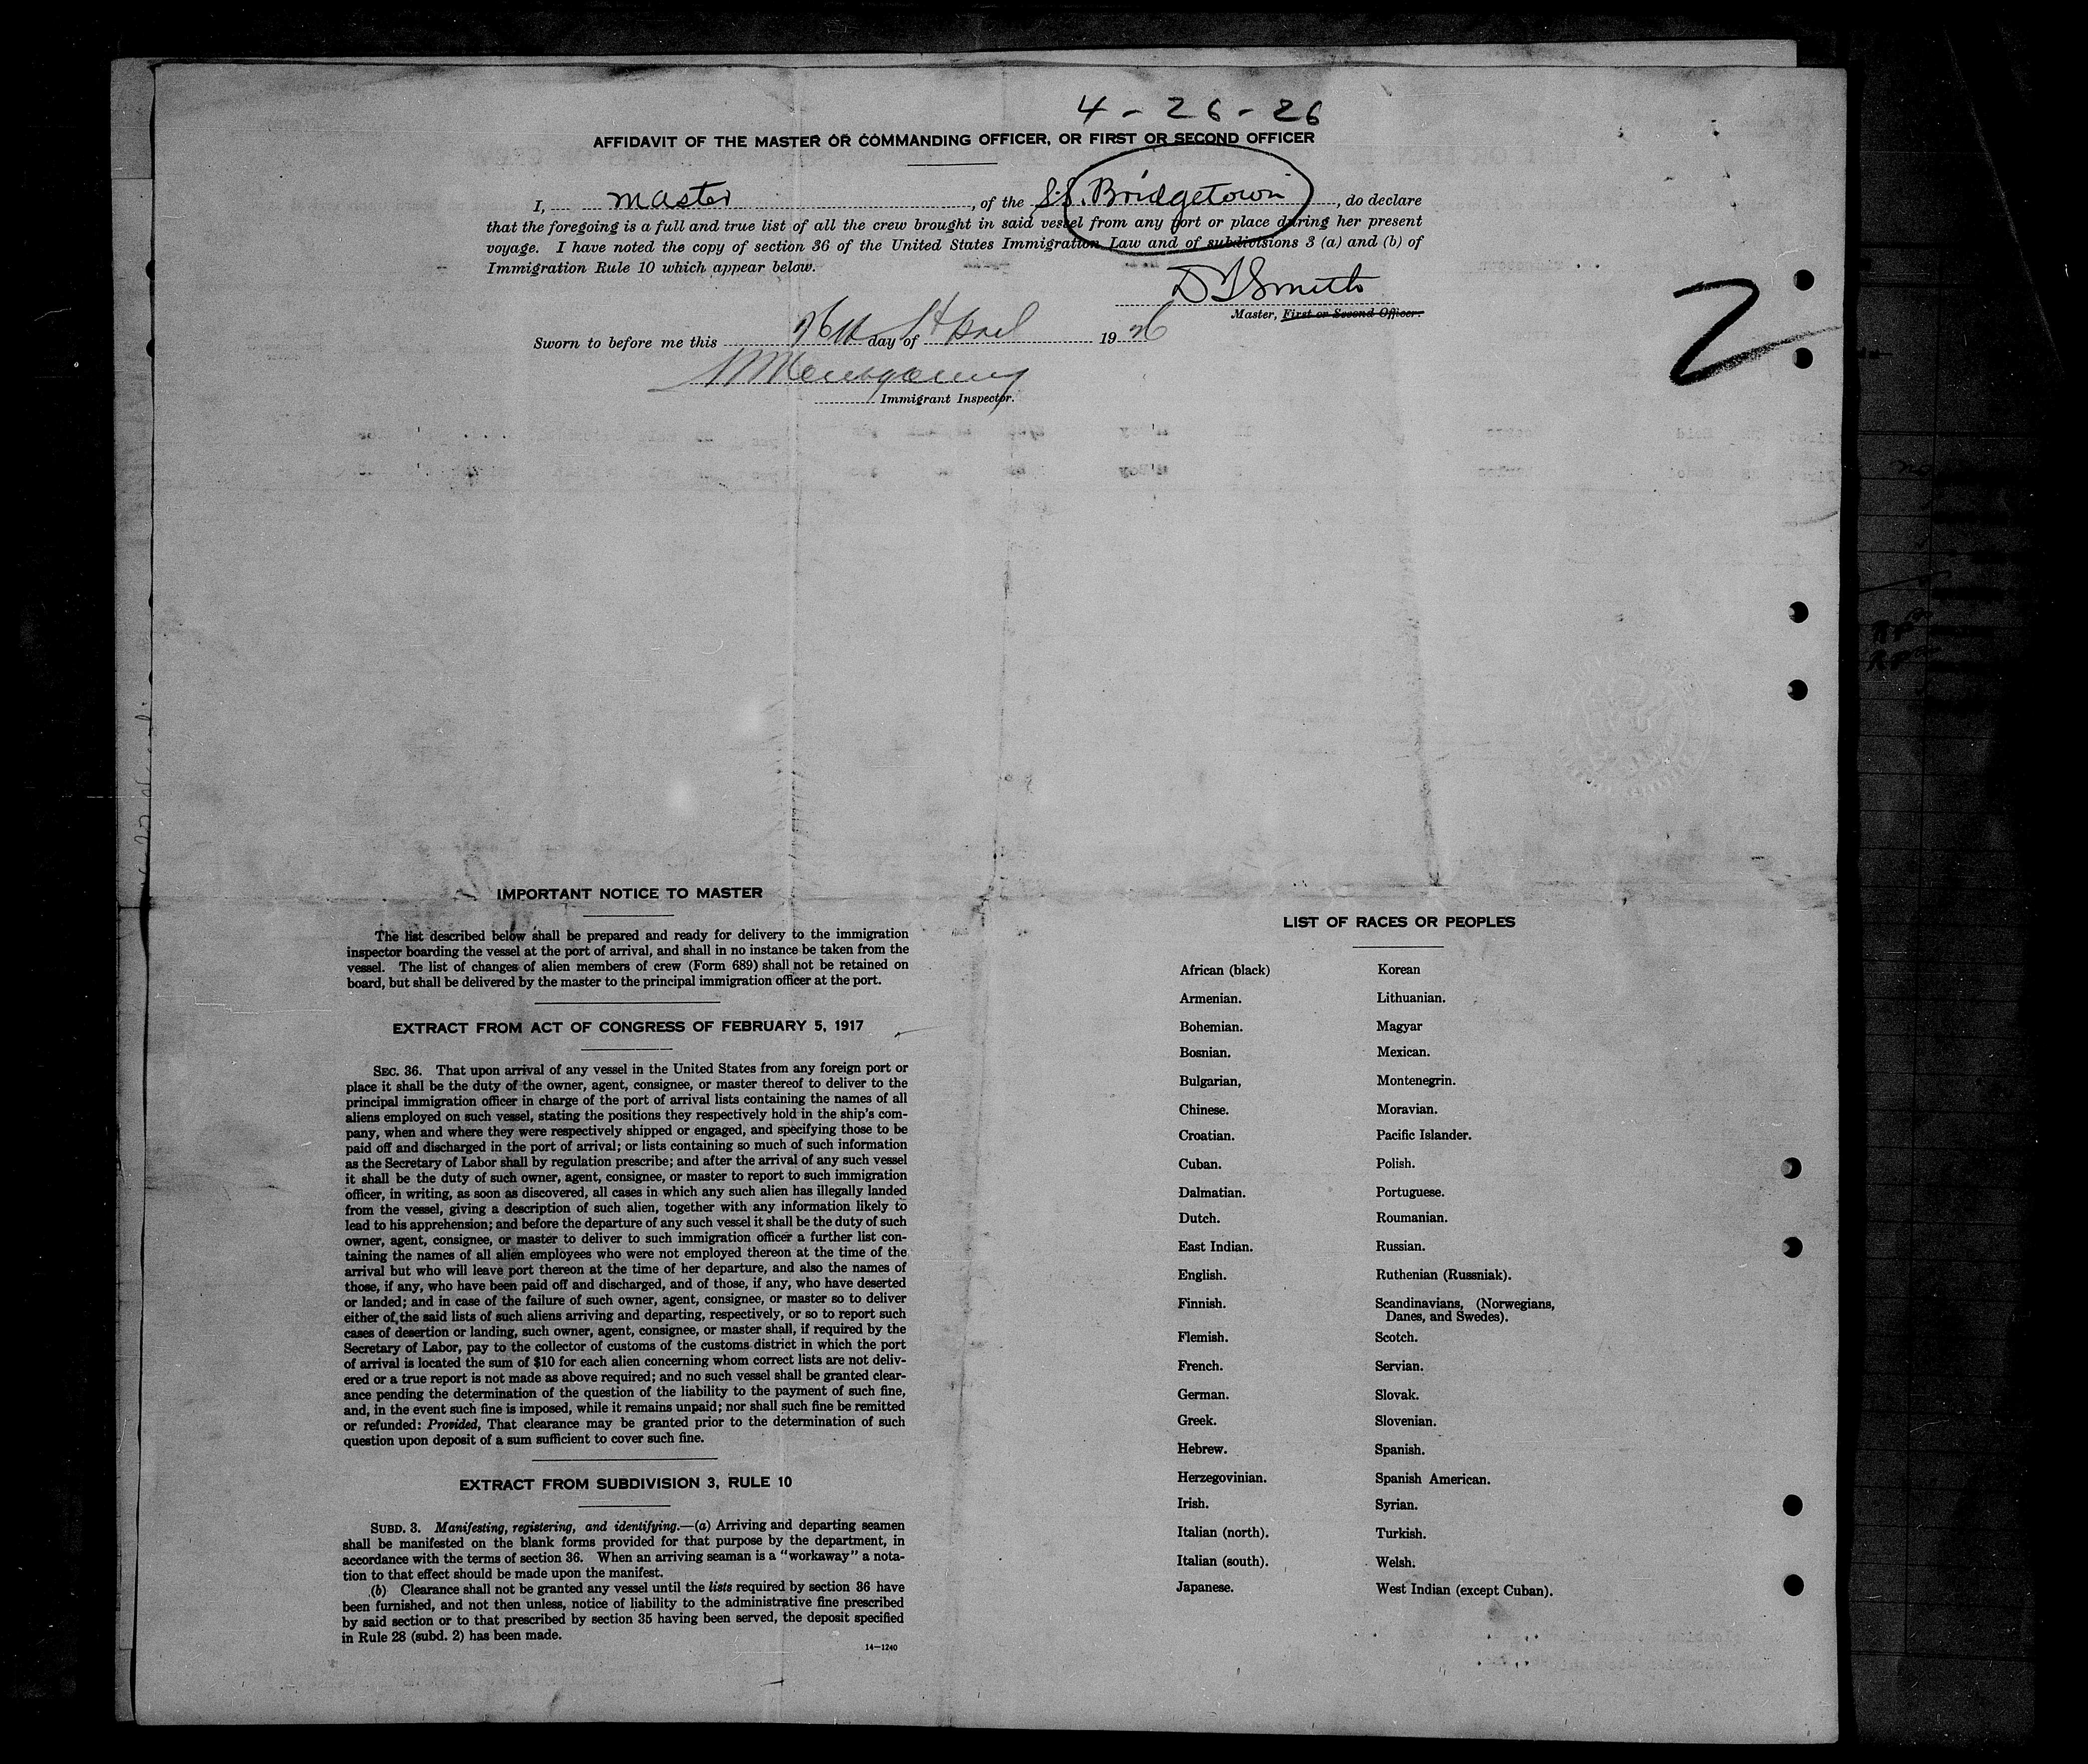 4 - 26 - 26
AFFIDAVIT OF THE MASTER OR COMMANDING OFFICER, OR FIRST OR SECOND OFFICER
I, master, of the S.S. Bridgetown, do declare
that the foregoing is a full and true list of all the crew brought in said vessel from any port or place during her present
voyage. I have noted the copy of section 36 of the United States Immigration Law and of subdivisions 3 (a) and (b) of
Immigration Rule 10 which appear below.
D Smith
Master, First or Second Officer.
2
Sworn to before me this 26th day of April 1926
Immigrant Inspector.
IMPORTANT NOTICE TO MASTER
The list described below shall be prepared and ready for delivery to the immigration
inspector boarding the vessel at the port of arrival, and shall in no instance be taken from the
vessel. The list of changes of alien members of crew (Form 689) shall not be retained on
board, but shall be delivered by the master to the principal immigration officer at the port.
EXTRACT FROM ACT OF CONGRESS OF FEBRUARY 5, 1917
SEC. 36. That upon arrival of any vessel in the United States from any foreign port or
place it shall be the duty of the owner, agent, consignee, or master thereof to deliver to the
principal immigration officer in charge of the port of arrival lists containing the names of all
aliens employed on such vessel, stating the positions they respectively hold in the ship's com-
pany, when and where they were respectively shipped or engaged, and specifying those to be
paid off and discharged in the port of arrival; or lists containing so much of such information
as the Secretary of Labor shall by regulation prescribe; and after the arrival of any such vessel
it shall be the duty of such owner, agent, consignee, or master to report to such immigration
officer, in writing, as soon as discovered, all cases in which any such alien has illegally landed
from the vessel, giving a description of such alien, together with any information likely to
lead to his apprehension; and before the departure of any such vessel it shall be the duty of such
owner, agent, consignee, or master to deliver to such immigration officer a further list con-
taining the names of all alien employees who were not employed thereon at the time of the
arrival but who will leave port thereon at the time of her departure, and also the names of
those, if any, who have been paid off and discharged, and of those, if any, who have deserted
or landed; and in case of the failure of such owner, agent, consignee, or master so to deliver
either of the said lists of such aliens arriving and departing, respectively, or so to report such
cases of desertion or landing, such owner, agent, consignee, or master shall, if required by the
Secretary of Labor, pay to the collector of customs of the customs district in which the port
of arrival is located the sum of $10 for each alien concerning whom correct lists are not deliv-
ered or a true report is not made as above required; and no such vessel shall be granted clear-
ance pending the determination of the question of the liability to the payment of such fine,
and, in the event such fine is imposed, while it remains unpaid; nor shall such fine be remitted
or refunded: Provided, That clearance may be granted prior to the determination of such
question upon deposit of a sum sufficient to cover such fine.
EXTRACT FROM SUBDIVISION 3, RULE 10
SUBD. 3. Manifesting, registering, and identifying.—(a) Arriving and departing seamen
shall be manifested on the blank forms provided for that purpose by the department, in
accordance with the terms of section 36. When an arriving seaman is a "workaway" a nota-
tion to that effect should be made upon the manifest.
(b) Clearance shall not be granted any vessel until the lists required by section 36 have
been furnished, and not then unless, notice of liability to the administrative fine prescribed
by said section or to that prescribed by section 35 having been served, the deposit specified
in Rule 28 (subd. 2) has been made.
14—1240
LIST OF RACES OR PEOPLES
African (black)
Armenian.
Bohemian.
Bosnian.
Bulgarian,
Chinese.
Croatian.
Cuban.
Dalmatian.
Dutch.
East Indian.
English.
Finnish.
Flemish.
French.
German.
Greek.
Hebrew.
Herzegovinian.
Irish.
Italian (north).
Italian (south).
Japanese.
Korean
Lithuanian.
Magyar
Mexican.
Montenegrin.
Moravian.
Pacific Islander.
Polish.
Portuguese.
Roumanian.
Russian.
Ruthenian (Russniak).
Scandinavians, (Norwegians,
Danes, and Swedes).
Scotch.
Servian.
Slovak.
Slovenian.
Spanish.
Spanish American.
Syrian.
Turkish.
Welsh.
West Indian (except Cuban).